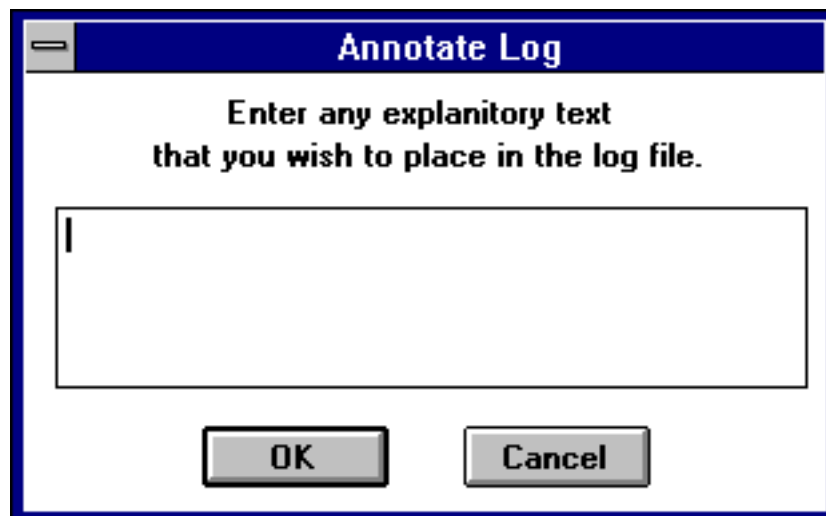 Annotate Log
Enter any explanitory text
that you wish to place in the log file.
OK
Cancel